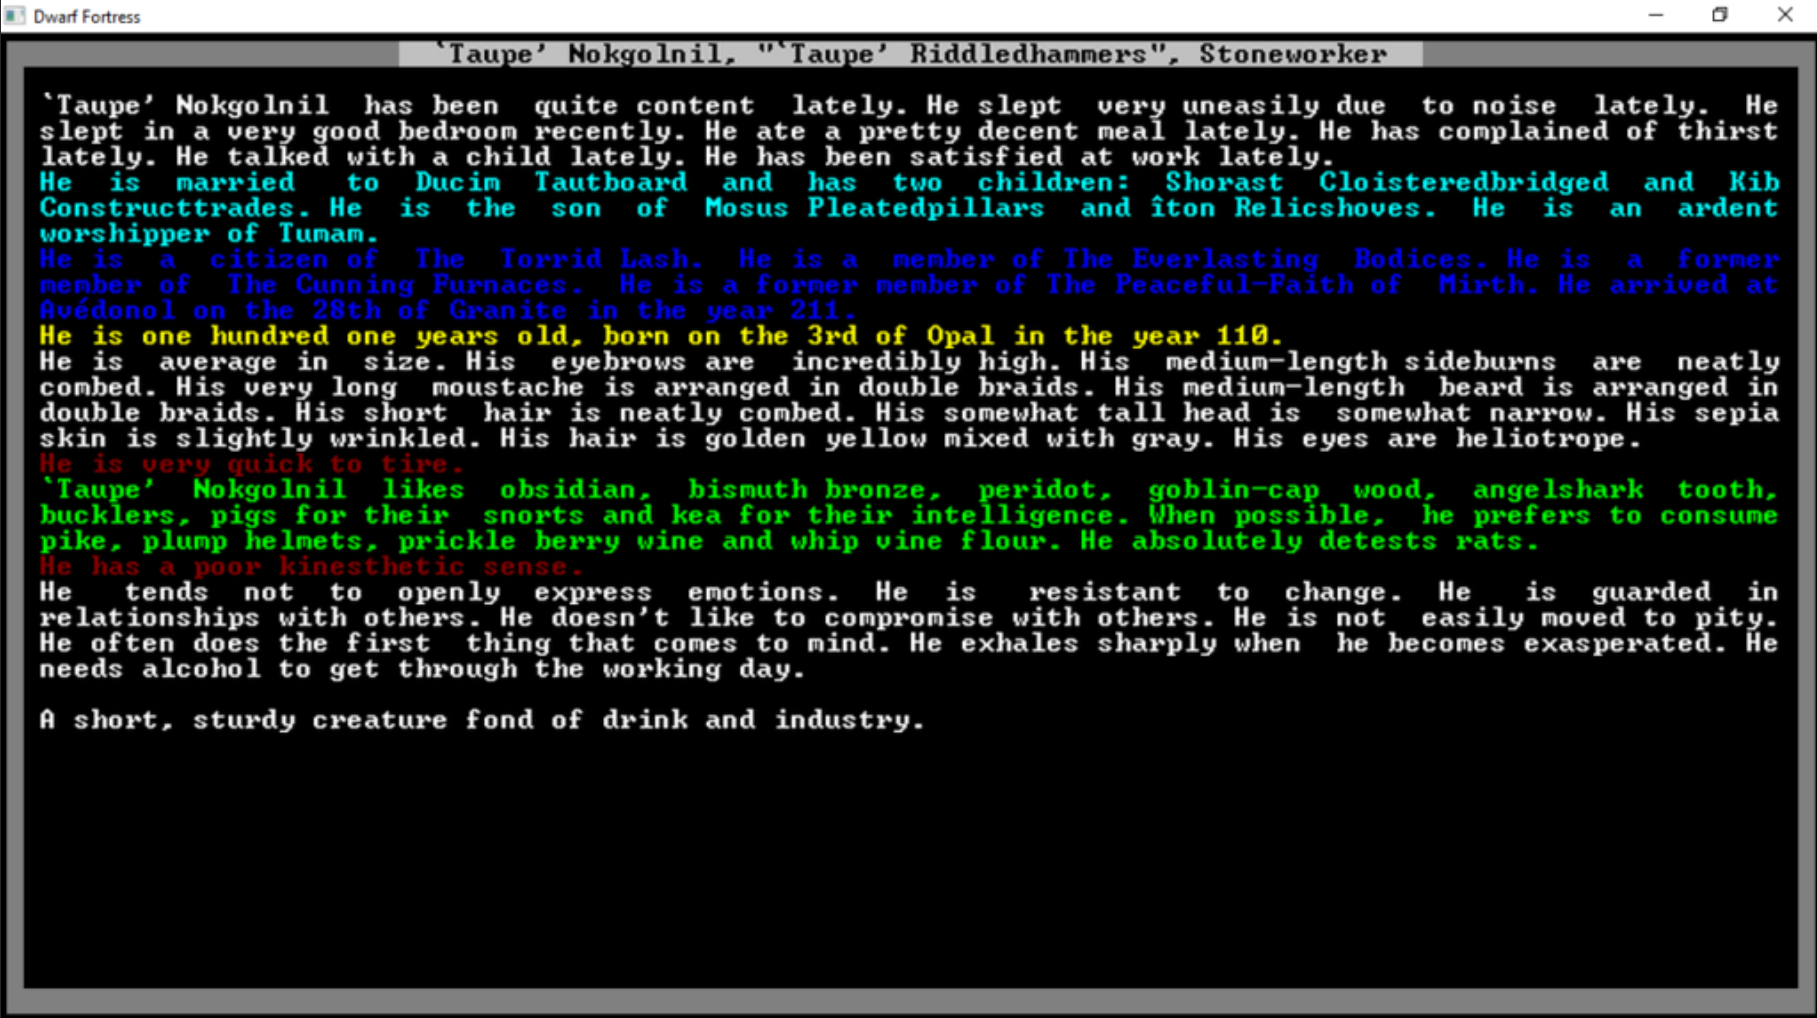 Dwarf Fortress
`Taupe' Nokgolnil, "`Taupe' Riddledhammers", Stoneworker
`Taupe' Nokgolnil has been quite content lately. He slept very uneasily due to noise lately. He
slept in a very good bedroom recently. He ate a pretty decent meal lately. He has complained of thirst
lately. He talked with a child lately. He has been satisfied at work lately.
He is married to Ducim Tautboard and has two children: Shorast Cloisteredbridged and Kib
Constructtrades. He is the son of Mosus Pleatedpillars and îton Relicshoves. He is an ardent
worshipper of Tumam.
He is a citizen of The Torrid Lash. He is a member of The Everlasting Bodices. He is a former
member of The Cunning Furnaces. He is a former member of The Peaceful-Faith of Mirth. He arrived at
Avédonol on the 28th of Granite in the year 211.
He is one hundred one years old, born on the 3rd of Opal in the year 110.
He is average in size. His eyebrows are incredibly high. His medium-length sideburns are neatly
combed. His very long moustache is arranged in double braids. His medium-length beard is arranged in
double braids. His short hair is neatly combed. His somewhat tall head is somewhat narrow. His sepia
skin is slightly wrinkled. His hair is golden yellow mixed with gray. His eyes are heliotrope.
He is very quick to tire.
`Taupe' Nokgolnil likes obsidian, bismuth bronze, peridot, goblin-cap wood, angelshark tooth,
bucklers, pigs for their snorts and kea for their intelligence. When possible, he prefers to consume
pike, plump helmets, prickle berry wine and whip vine flour. He absolutely detests rats.
He has a poor kinesthetic sense.
He tends not to openly express emotions. He is resistant to change. He is guarded in
relationships with others. He doesn't like to compromise with others. He is not easily moved to pity.
He often does the first thing that comes to mind. He exhales sharply when he becomes exasperated. He
needs alcohol to get through the working day.
A short, sturdy creature fond of drink and industry.